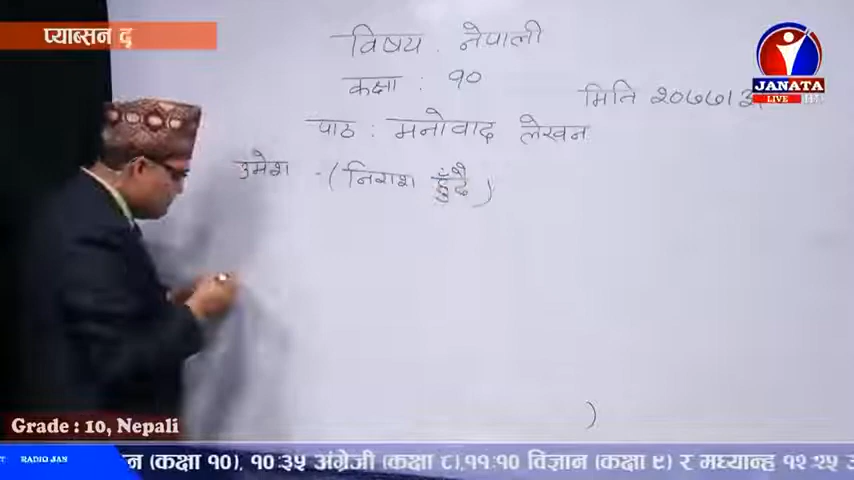 प्याब्सन दृ
विषय . नेपाली
कक्षा : १०
मिति २०७७।
पाठ : मनोवाद लेखन
उमेश - (निराश हुँदै)
)
JANATA
LIVE HD
Grade : 10, Nepali
RADIO JAN
न (कक्षा १०), १०:३५ अंग्रेजी (कक्षा ८),११:१० विज्ञान (कक्षा ९) र मध्यान्ह १२:२५